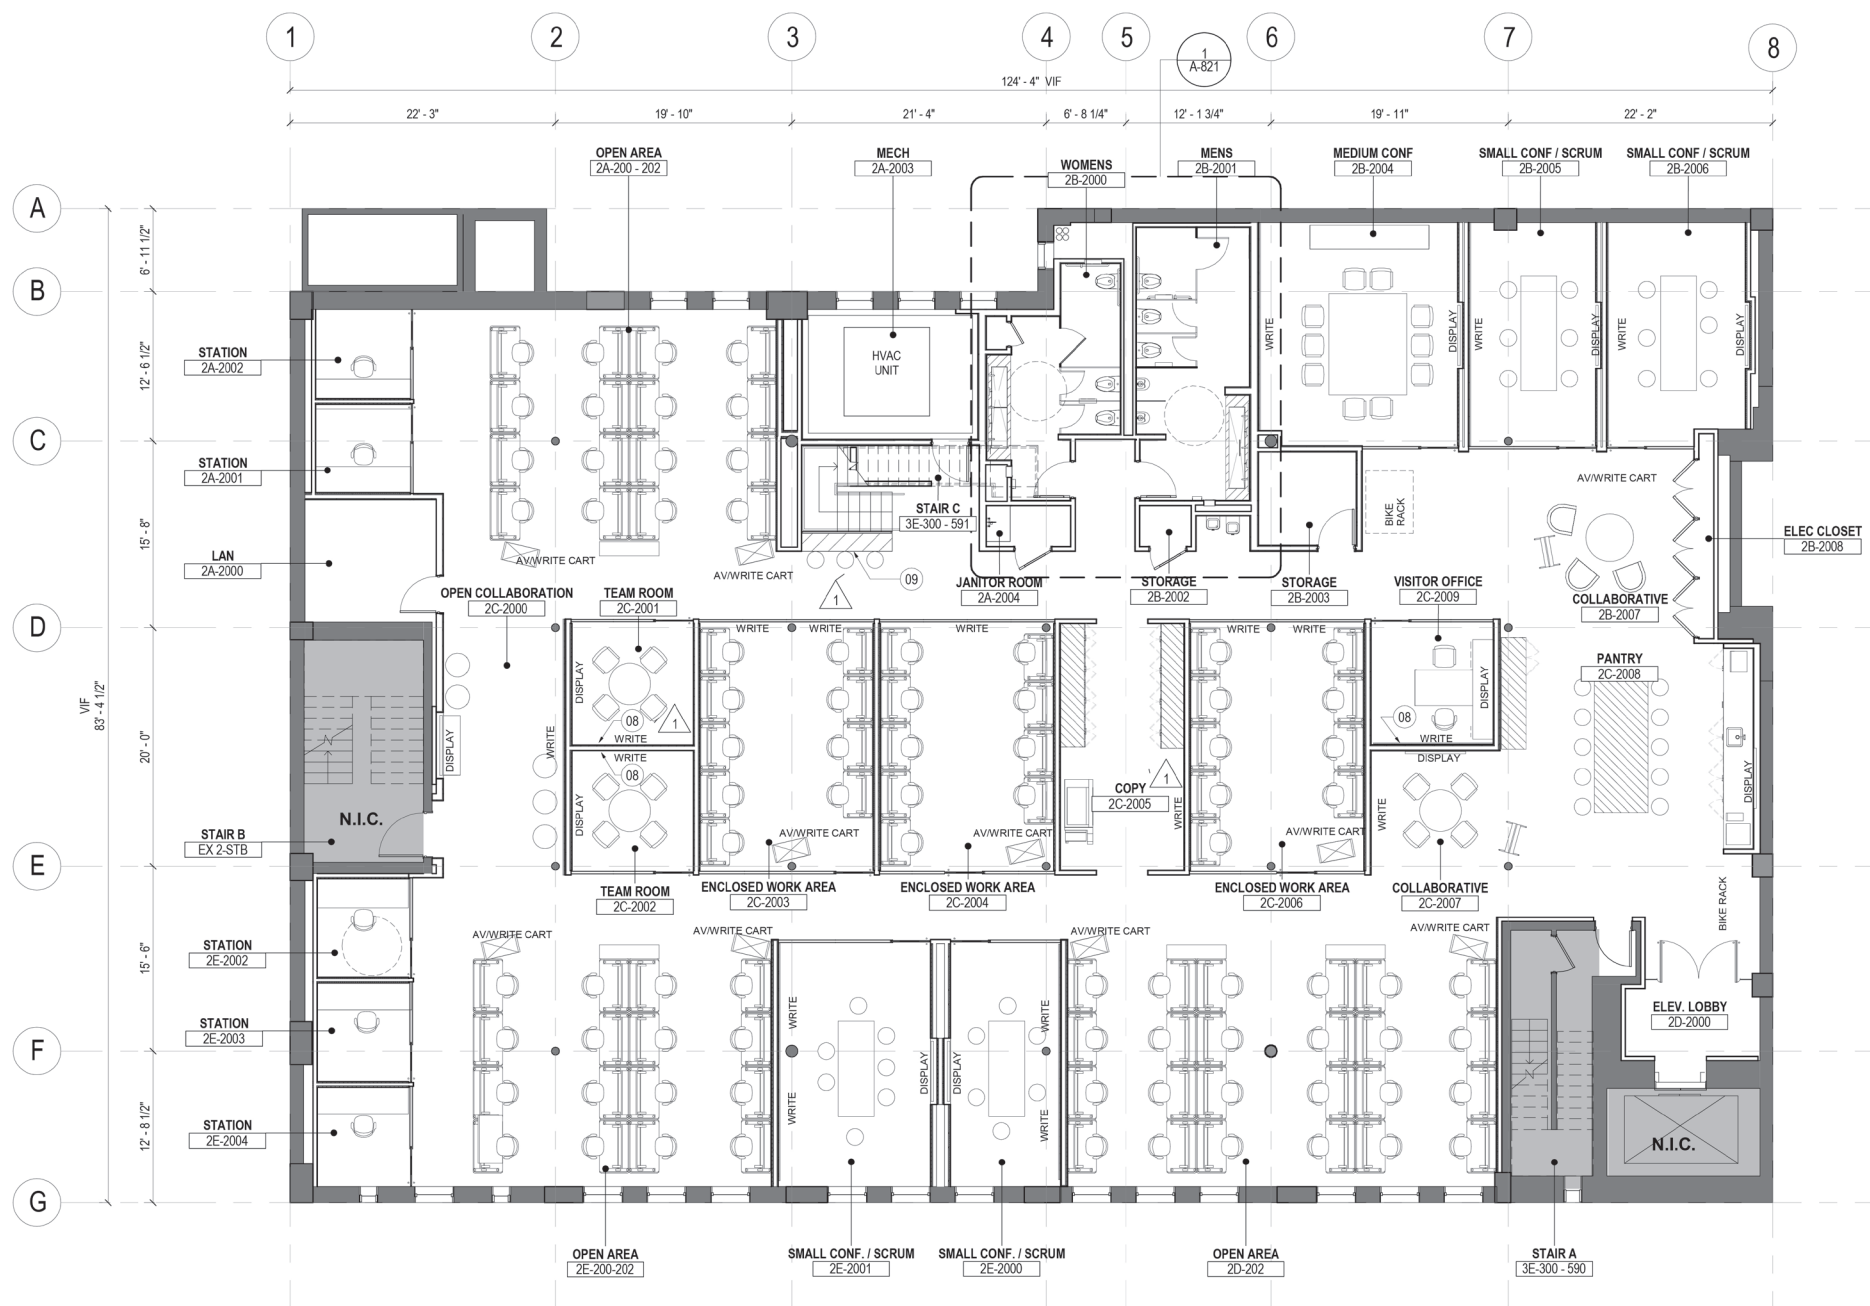 1
2
3
4
5
6
7
8
1
A-821
124' - 4" VIF
22' - 3"
19' - 10"
21' - 4"
6' - 8 1/4"
12' - 1 3/4"
19' - 11"
22' - 2"
OPEN AREA
2A-200 - 202
MECH
2A-2003
WOMENS
2B-2000
MENS
2B-2001
MEDIUM CONF
2B-2004
SMALL CONF / SCRUM
2B-2005
SMALL CONF / SCRUM
2B-2006
A
B
C
D
E
F
G
6' - 11 1/2"
12' - 6 1/2"
15' - 8"
20' - 0"
15' - 6"
12' - 8 1/2"
VIF
83' - 4 1/2"
STATION
2A-2002
STATION
2A-2001
LAN
2A-2000
HVAC
UNIT
WRITE
DISPLAY
WRITE
DISPLAY
WRITE
DISPLAY
AV/WRITE CART
AV/WRITE CART
AV/WRITE CART
STAIR C
3E-300 - 591
BIKE
RACK
ELEC CLOSET
2B-2008
09
1
OPEN COLLABORATION
2C-2000
TEAM ROOM
2C-2001
JANITOR ROOM
2A-2004
STORAGE
2B-2002
STORAGE
2B-2003
VISITOR OFFICE
2C-2009
COLLABORATIVE
2B-2007
WRITE
WRITE
WRITE
WRITE
WRITE
DISPLAY
DISPLAY
PANTRY
2C-2008
08
1
WRITE
WRITE
08
WRITE
DISPLAY
DISPLAY
08
WRITE
DISPLAY
COPY
2C-2005
1
WRITE
WRITE
DISPLAY
N.I.C.
STAIR B
EX 2-STB
AV/WRITE CART
AV/WRITE CART
AV/WRITE CART
TEAM ROOM
2C-2002
ENCLOSED WORK AREA
2C-2003
ENCLOSED WORK AREA
2C-2004
ENCLOSED WORK AREA
2C-2006
COLLABORATIVE
2C-2007
BIKE RACK
AV/WRITE CART
AV/WRITE CART
AV/WRITE CART
AV/WRITE CART
STATION
2E-2002
STATION
2E-2003
STATION
2E-2004
WRITE
WRITE
DISPLAY
DISPLAY
WRITE
WRITE
ELEV. LOBBY
2D-2000
N.I.C.
OPEN AREA
2E-200-202
SMALL CONF. / SCRUM
2E-2001
SMALL CONF. / SCRUM
2E-2000
OPEN AREA
2D-202
STAIR A
3E-300 - 590